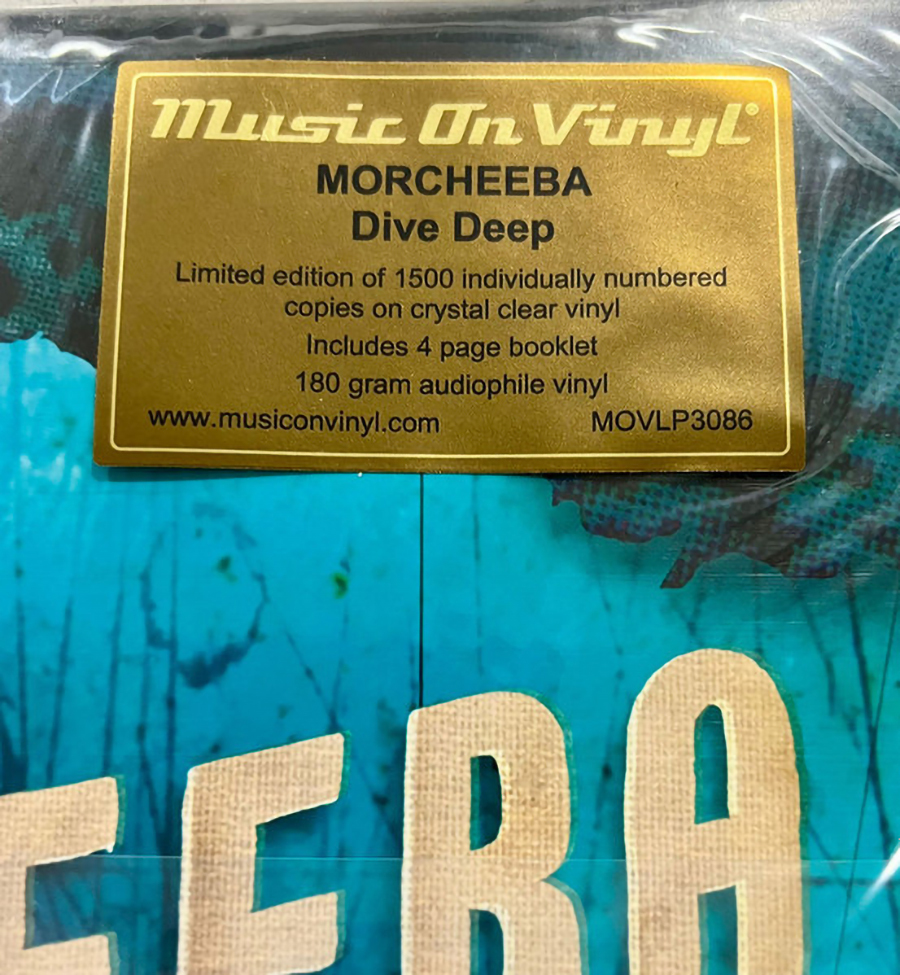 Music On Vinyl®
MORCHEEBA
Dive Deep
Limited edition of 1500 individually numbered
copies on crystal clear vinyl
Includes 4 page booklet
180 gram audiophile vinyl
www.musiconvinyl.com MOVLP3086
EEBA